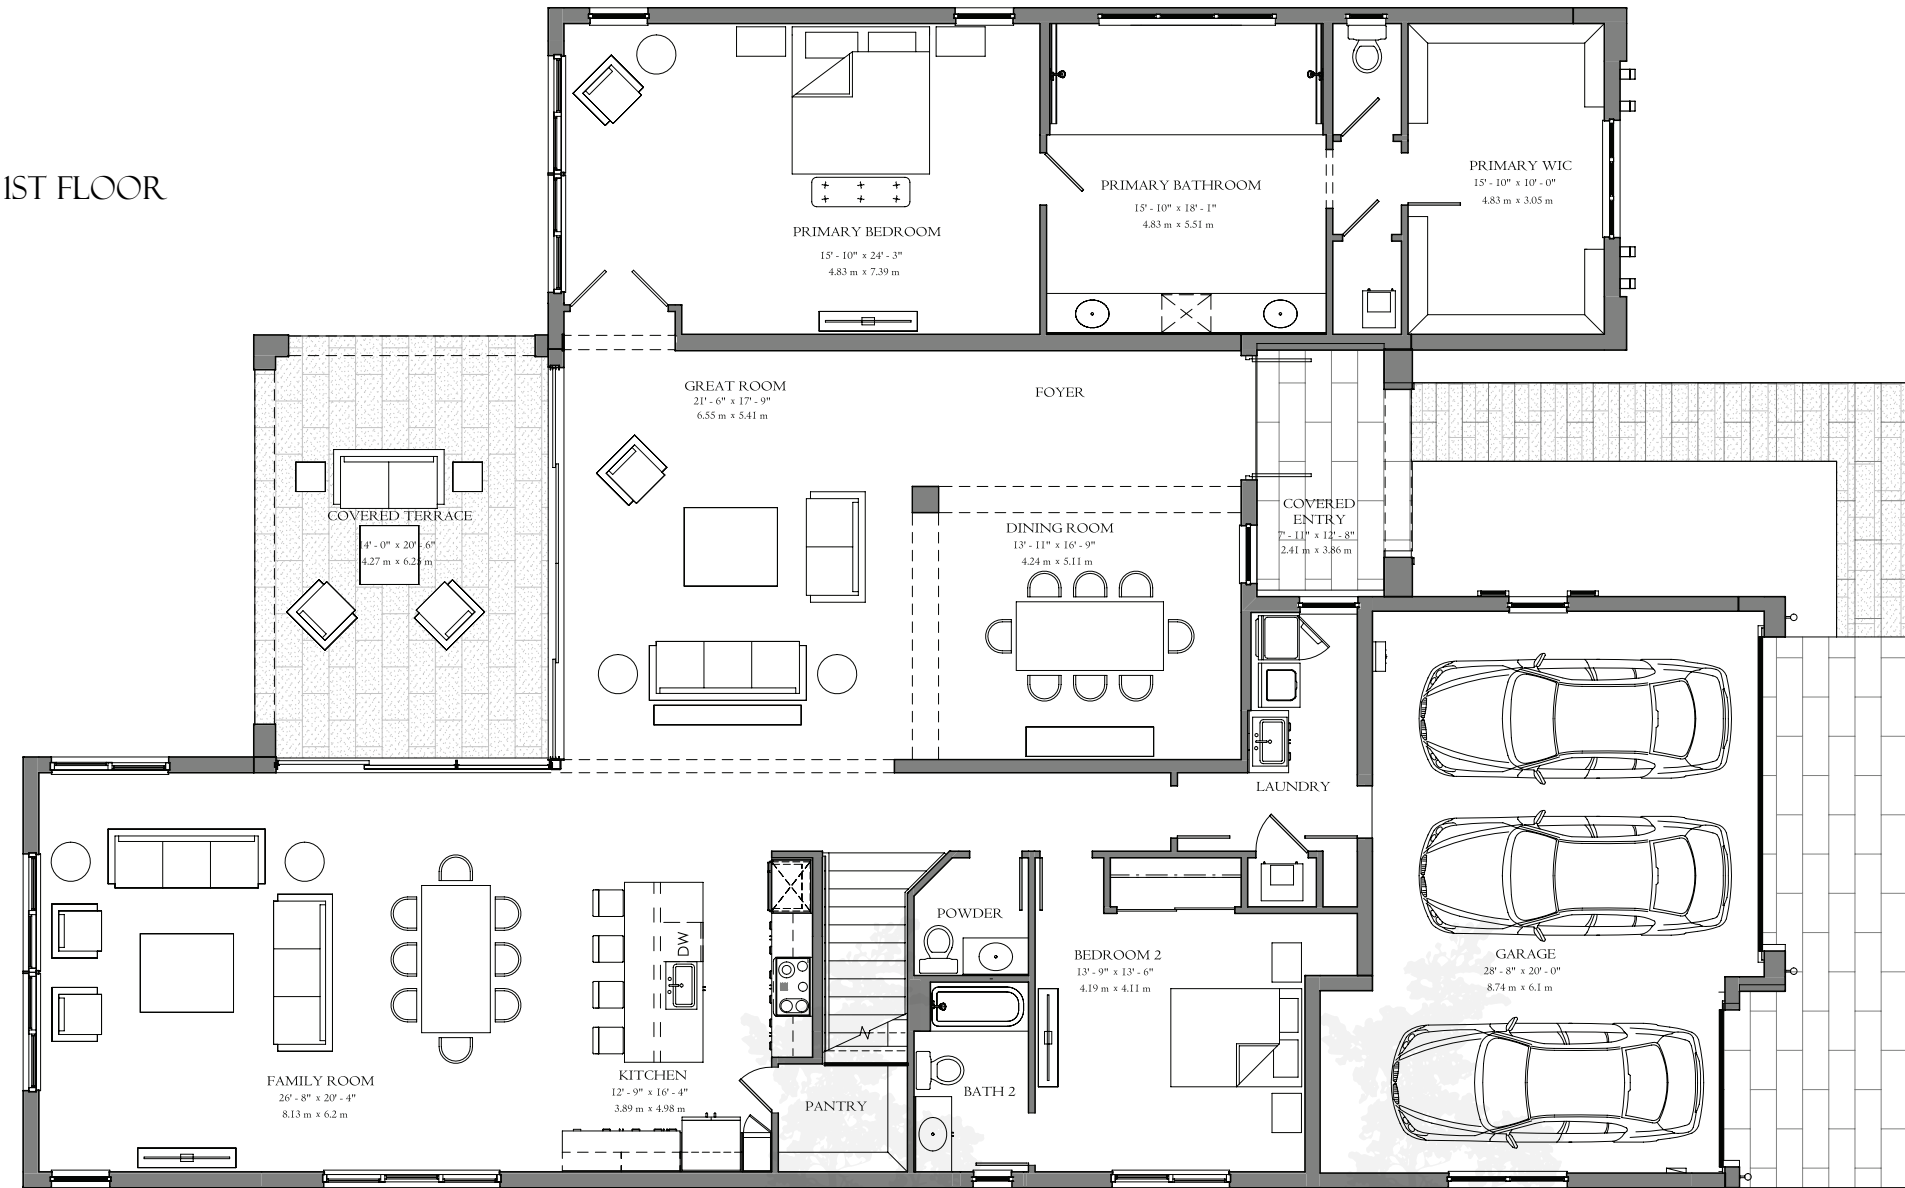 1ST FLOOR
PRIMARY BEDROOM
15' - 10" x 24' - 3"
4.83 m x 7.39 m
PRIMARY BATHROOM
15' - 10" x 18' - 1"
4.83 m x 5.51 m
PRIMARY WIC
15' - 10" x 10' - 0"
4.83 m x 3.05 m
GREAT ROOM
21' - 6" x 17' - 9"
6.55 m x 5.41 m
FOYER
COVERED TERRACE
14' - 0" x 20' - 6"
4.27 m x 6.25 m
DINING ROOM
13' - 11" x 16' - 9"
4.24 m x 5.11 m
COVERED
ENTRY
7' - 11" x 12' - 8"
2.41 m x 3.86 m
LAUNDRY
POWDER
DW
BEDROOM 2
13' - 9" x 13' - 6"
4.19 m x 4.11 m
GARAGE
28' - 8" x 20' - 0"
8.74 m x 6.1 m
FAMILY ROOM
26' - 8" x 20' - 4"
8.13 m x 6.2 m
KITCHEN
12' - 9" x 16' - 4"
3.89 m x 4.98 m
PANTRY
BATH 2